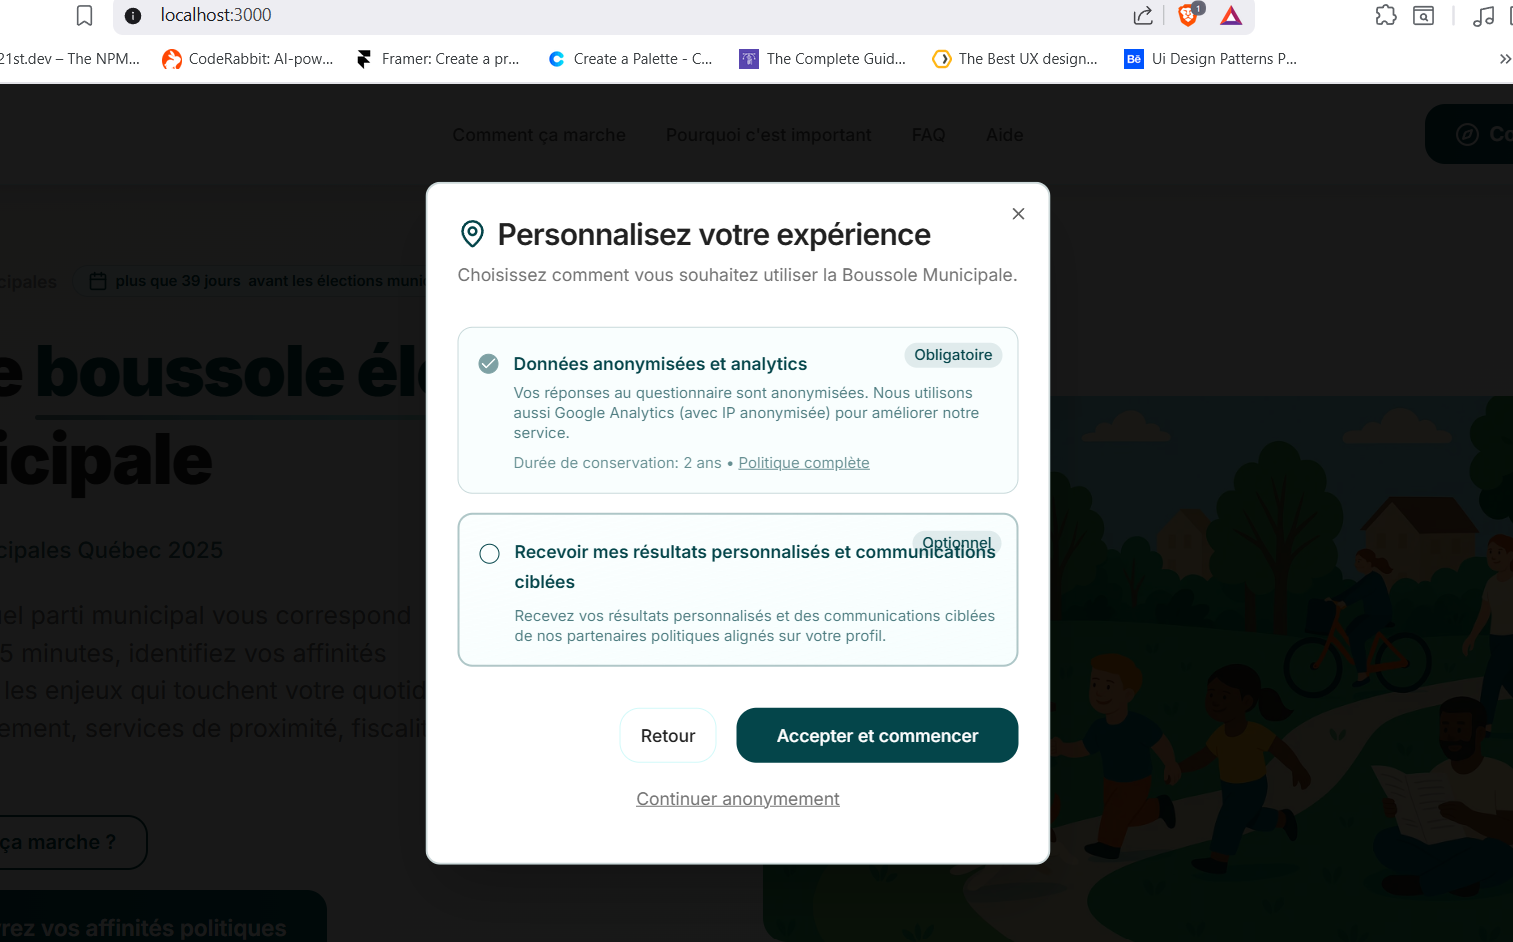 localhost:3000
1
21st.dev – The NPM...
CodeRabbit: AI-pow...
Framer: Create a pr...
Create a Palette - C...
The Complete Guid...
The Best UX design...
Bē
Ui Design Patterns P...
»
Comment ça marche
Pourquoi c'est important
FAQ
Aide
Co
Personnalisez votre expérience
Choisissez comment vous souhaitez utiliser la Boussole Municipale.
Obligatoire
Données anonymisées et analytics
Vos réponses au questionnaire sont anonymisées. Nous utilisons
aussi Google Analytics (avec IP anonymisée) pour améliorer notre
service.
Durée de conservation: 2 ans • Politique complète
Optionnel
Recevoir mes résultats personnalisés et communications
ciblées
Recevez vos résultats personnalisés et des communications ciblées
de nos partenaires politiques alignés sur votre profil.
Retour
Accepter et commencer
Continuer anonymement
cipales
plus que 39 jours avant les élections muni
e boussole él
icipale
cipales Québec 2025
el parti municipal vous correspond
5 minutes, identifiez vos affinités
les enjeux qui touchent votre quotid
ement, services de proximité, fiscali
ça marche ?
rez vos affinités politiques